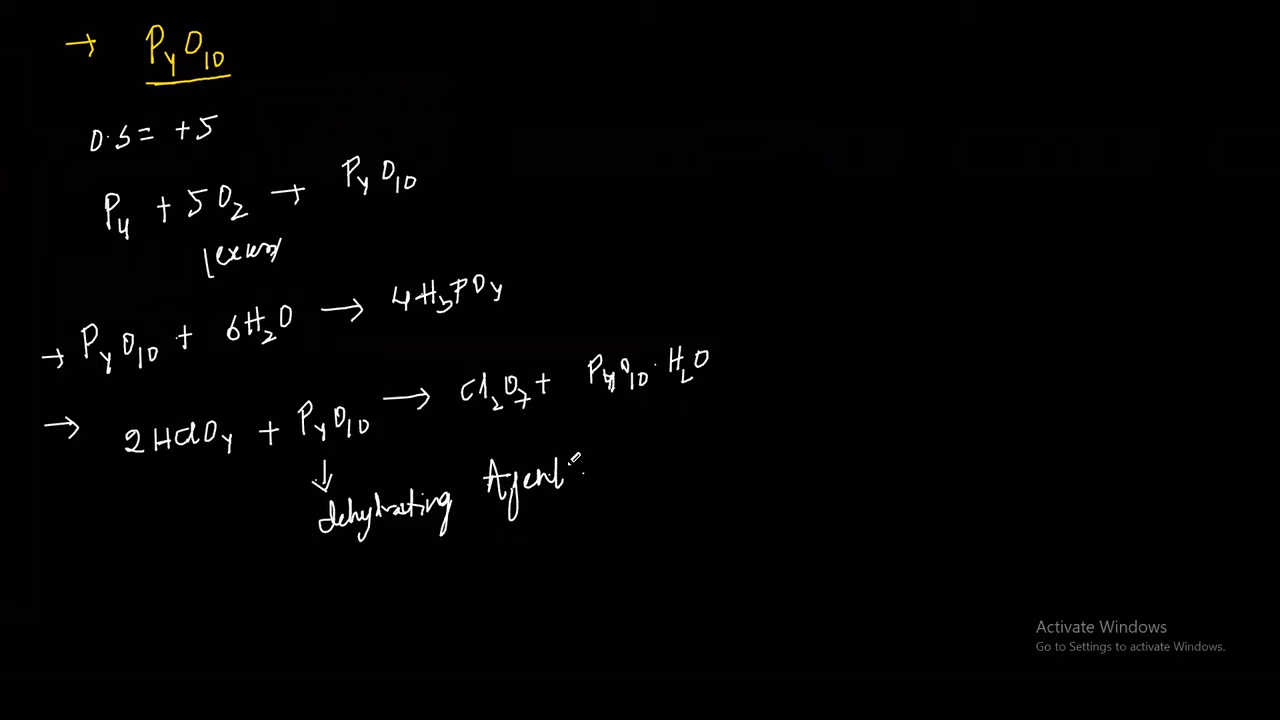 → P₄O₁₀
O.S = +5
P₄ + 5O₂ → P₄O₁₀
(excess
→ P₄O₁₀ + 6H₂O → 4H₃PO₄
→ 2HClO₄ + P₄O₁₀ → Cl₂O₇ + P₄O₁₀·H₂O
↓
dehydrating Agent
Activate Windows
Go to Settings to activate Windows.